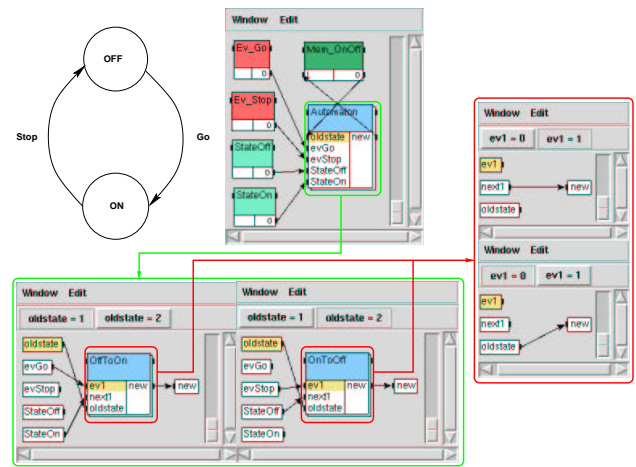 OFF
Stop
Go
ON
Window Edit
Ev_Go
0
Mem_OnOff
0
Ev_Stop
0
Automaton
oldstate new
evGo
evStop
StateOff
StateOn
StateOff
0
StateOn
0
Window Edit
ev1 = 0 ev1 = 1
ev1
next1 new
oldstate
Window Edit
ev1 = 0 ev1 = 1
ev1
next1 new
oldstate
Window Edit
oldstate = 1 oldstate = 2
oldstate
evGo
evStop
StateOff
StateOn
OffToOn
ev1 new
next1
oldstate
new
Window Edit
oldstate = 1 oldstate = 2
oldstate
evGo
evStop
StateOff
StateOn
OnToOff
ev1 new
next1
oldstate
new